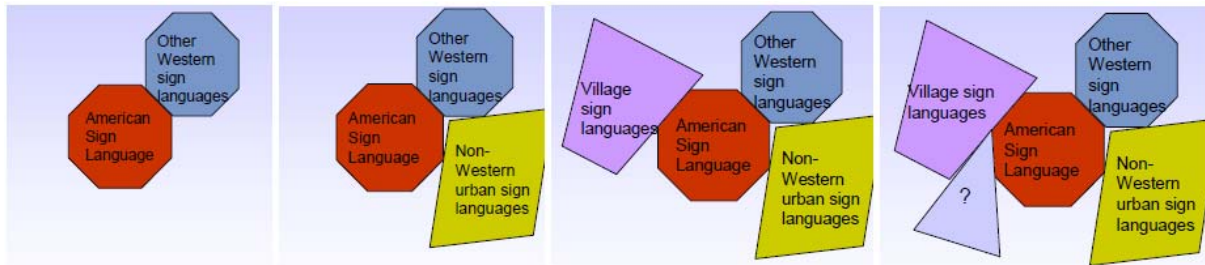 Other
Western
sign
languages
American
Sign
Language
Other
Western
sign
languages
American
Sign
Language
Non-
Western
urban sign
languages
Other
Western
sign
languages
Village
sign
languages
American
Sign
Language
Non-
Western
urban sign
languages
Other
Western
sign
languages
Village sign
languages
American
Sign
Language
Non-
Western
urban sign
languages
?